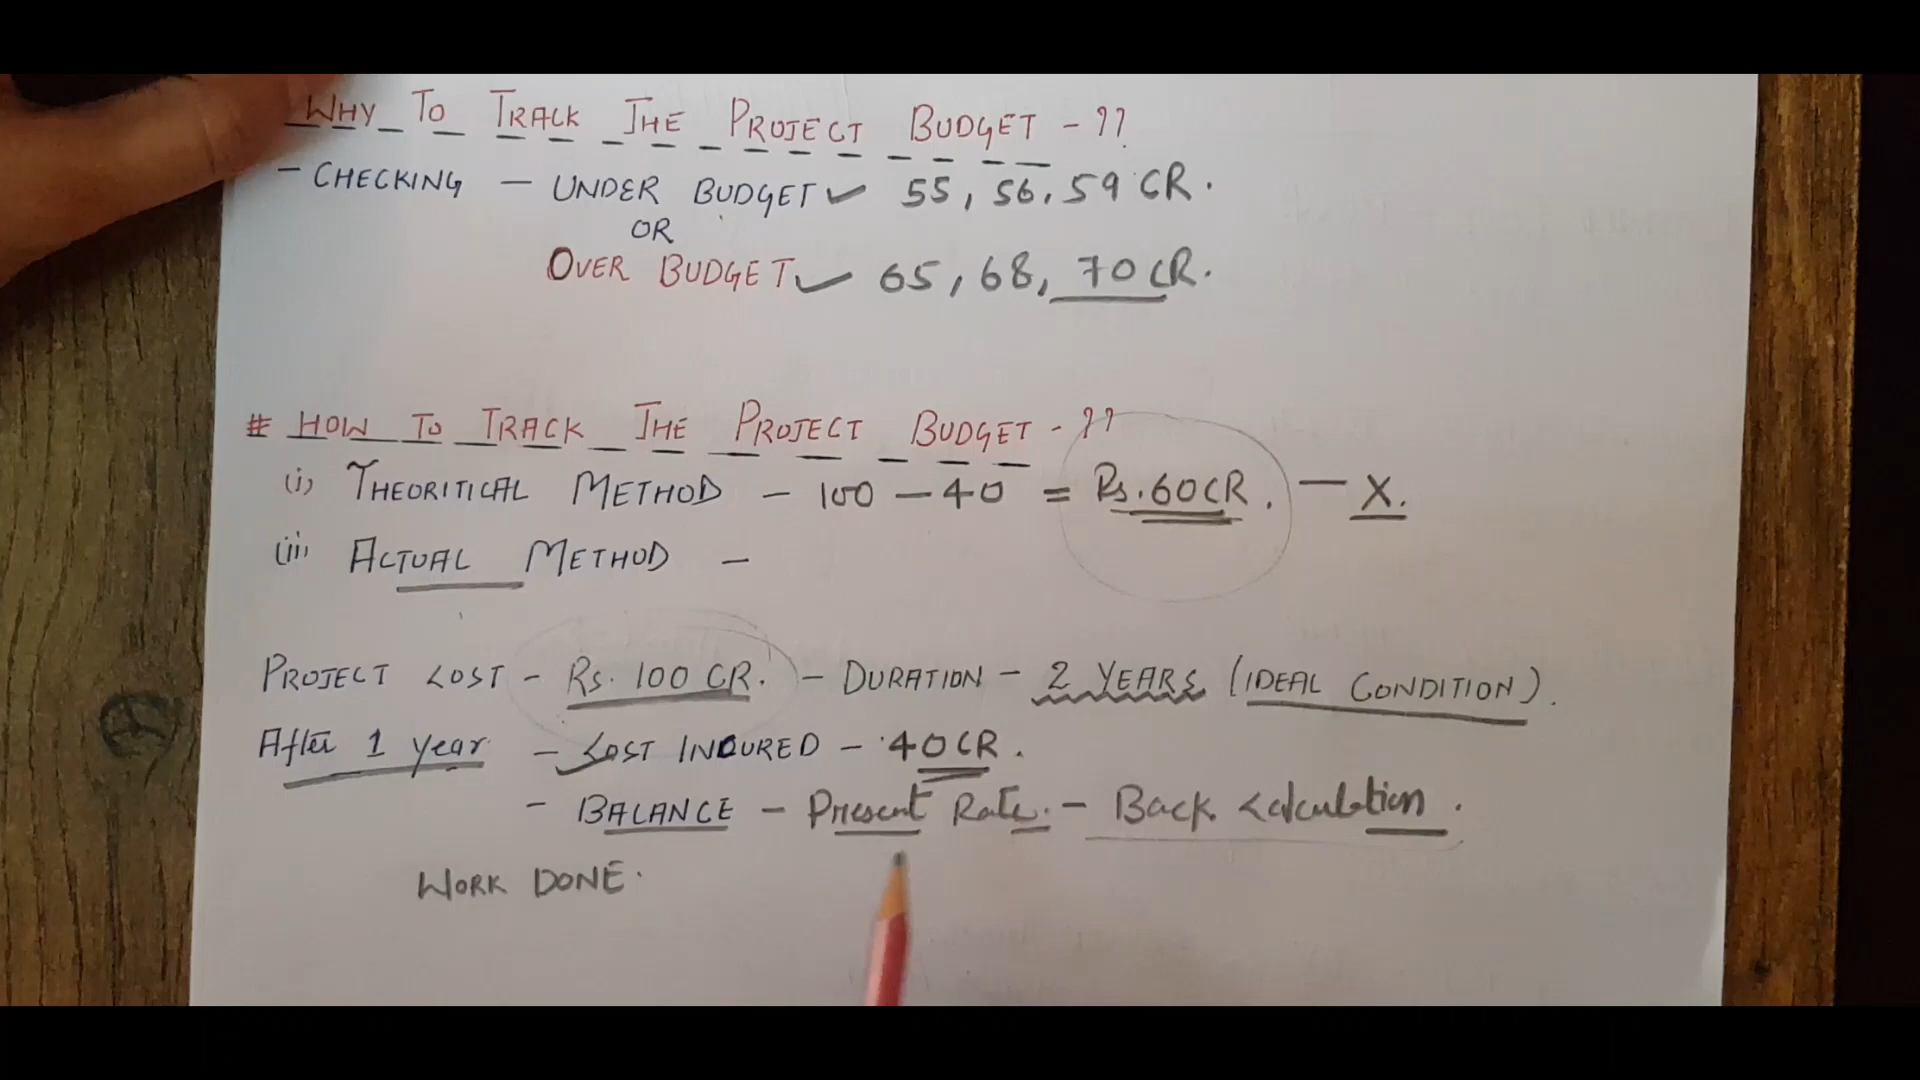 WHY TO TRACK THE PROJECT BUDGET - ??
- CHECKING - UNDER BUDGET ✓ 55, 56, 59 CR.
OR
OVER BUDGET ✓ 65, 68, 70 CR.
# HOW TO TRACK THE PROJECT BUDGET - ??
(i) THEORITICAL METHOD - 100 - 40 = Rs. 60 CR. - X.
(ii) ACTUAL METHOD -
PROJECT COST - Rs. 100 CR. - DURATION - 2 YEARS (IDEAL CONDITION).
After 1 year - COST INCURED - 40 CR.
- BALANCE - Present Rate. - Back Calculation.
WORK DONE.